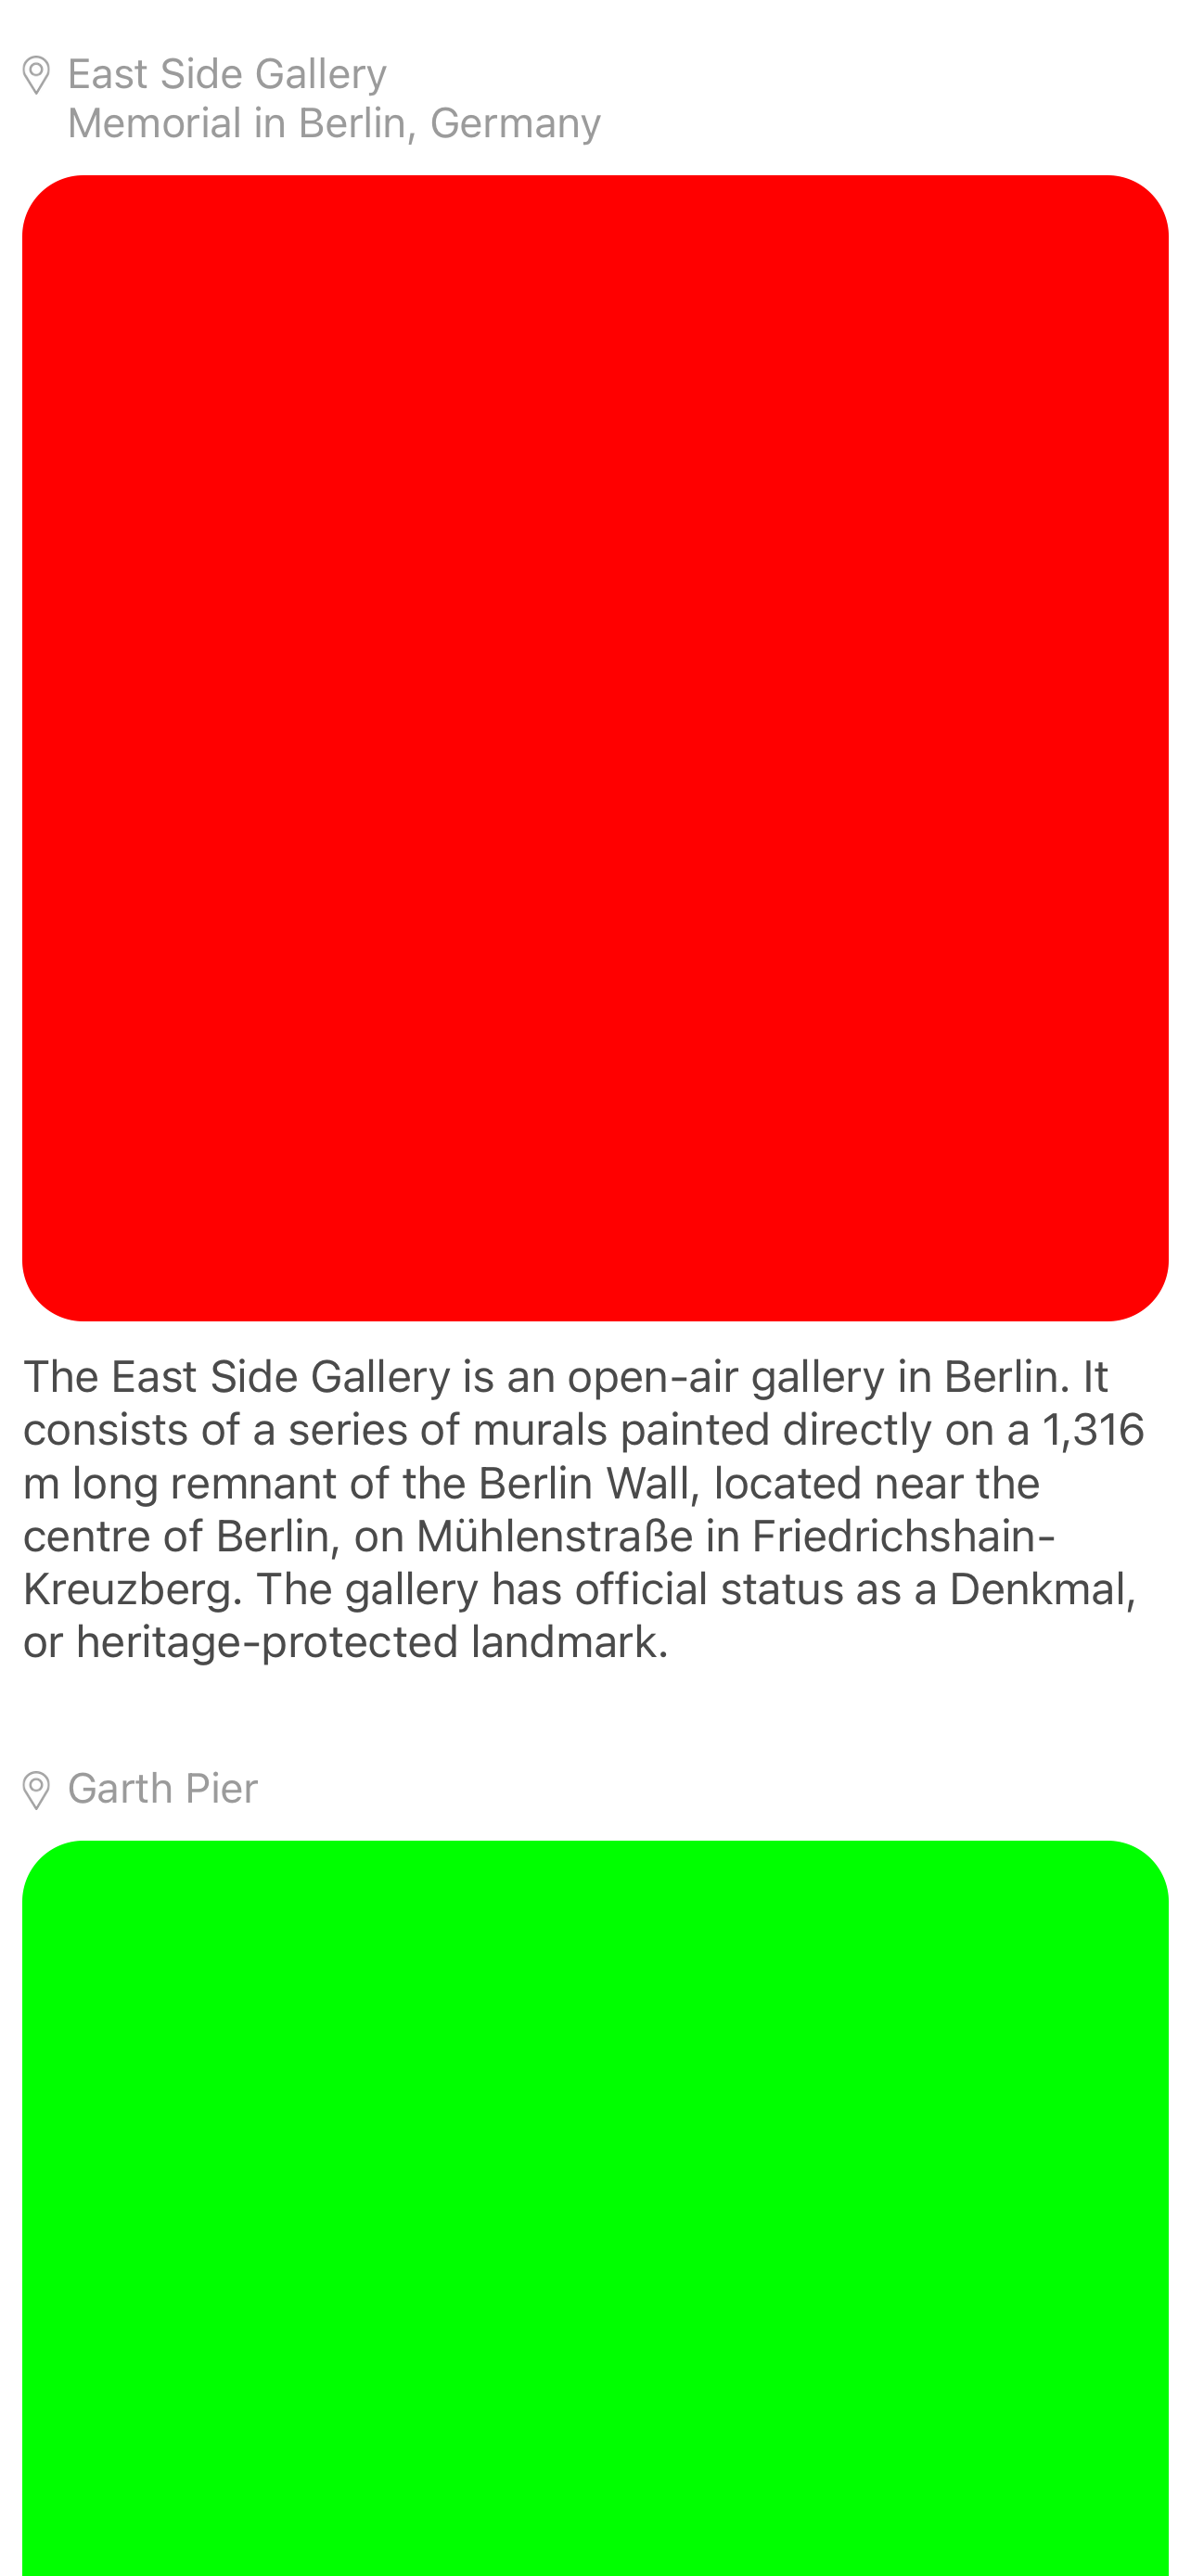 East Side Gallery
Memorial in Berlin, Germany
The East Side Gallery is an open-air gallery in Berlin. It
consists of a series of murals painted directly on a 1,316
m long remnant of the Berlin Wall, located near the
centre of Berlin, on Mühlenstraße in Friedrichshain-
Kreuzberg. The gallery has official status as a Denkmal,
or heritage-protected landmark.
Garth Pier